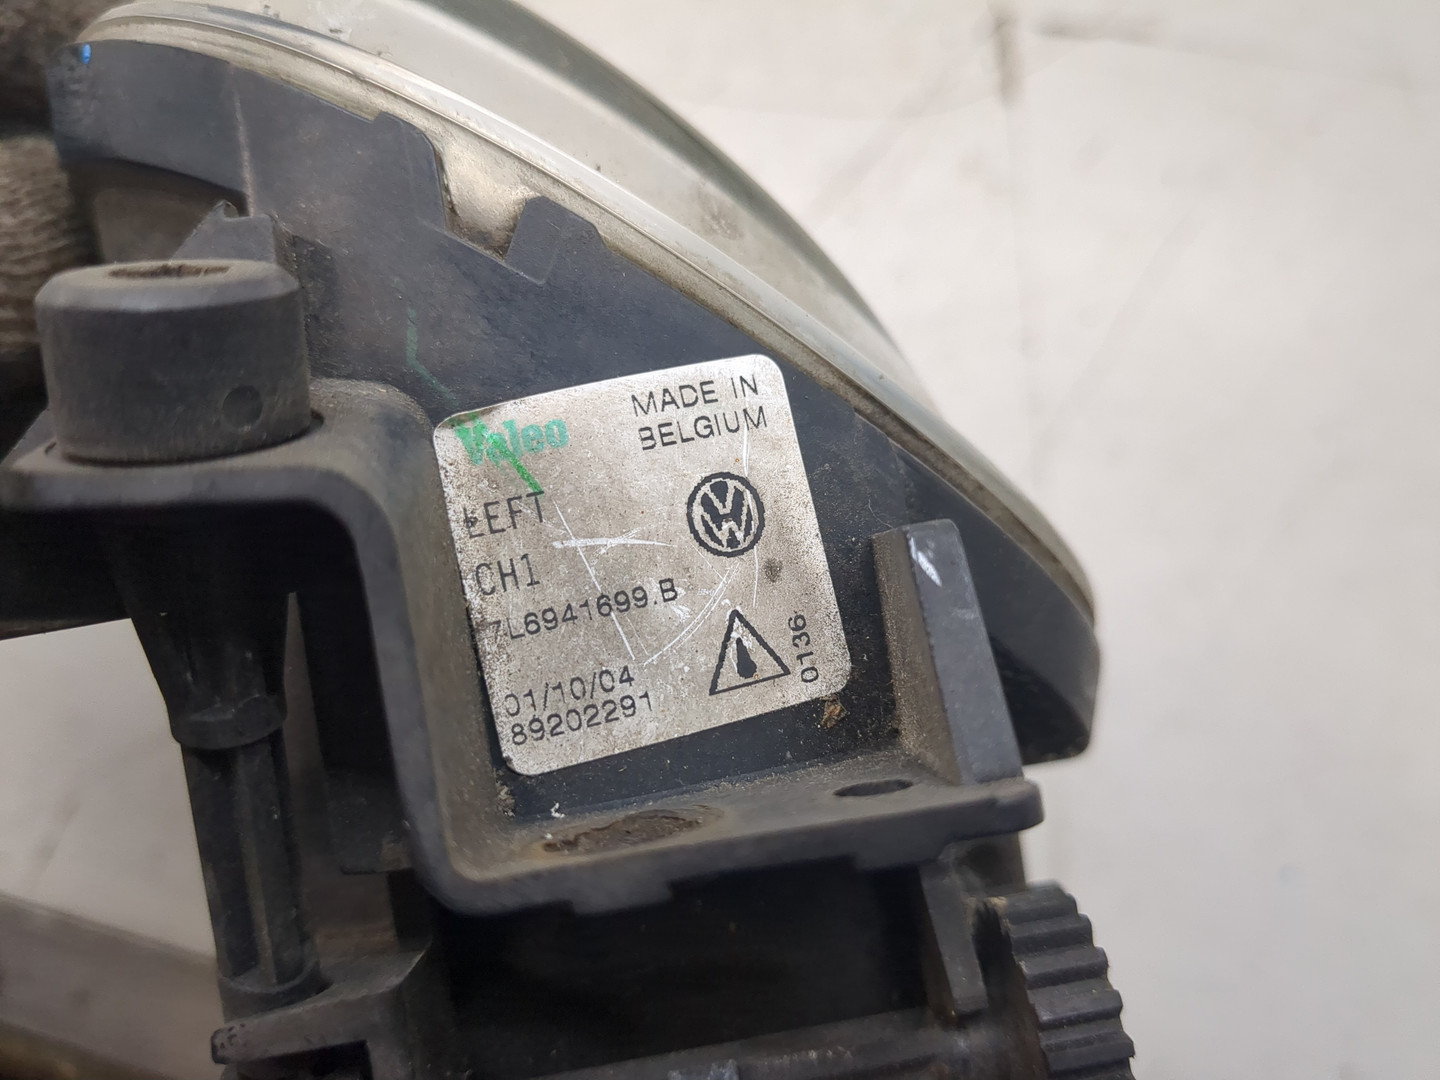 Valeo
MADE IN
BELGIUM
LEFT
CH1
7L6941699.B
01/10/04
89202291
0136